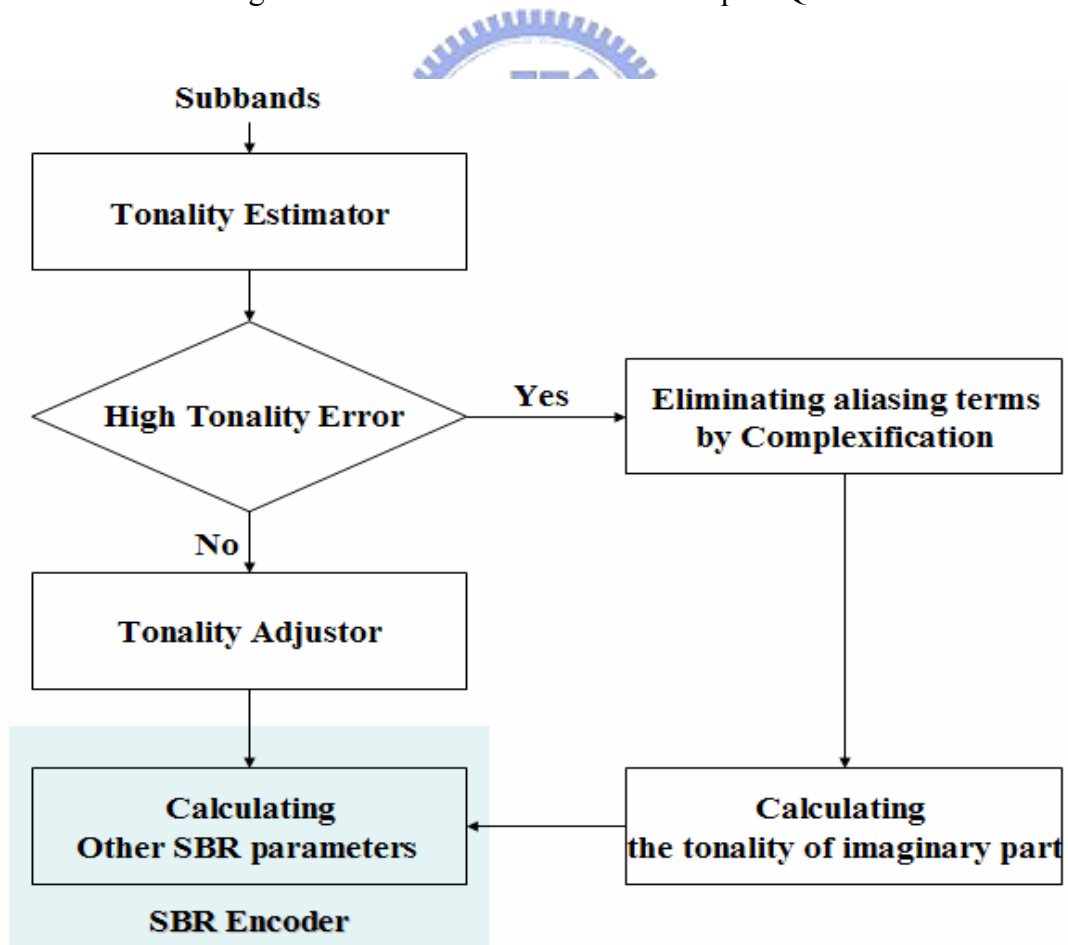 Subbands
Tonality Estimator
High Tonality Error
Yes
Eliminating aliasing terms
by Complexification
No
Tonality Adjustor
Calculating
Other SBR parameters
Calculating
the tonality of imaginary part
SBR Encoder